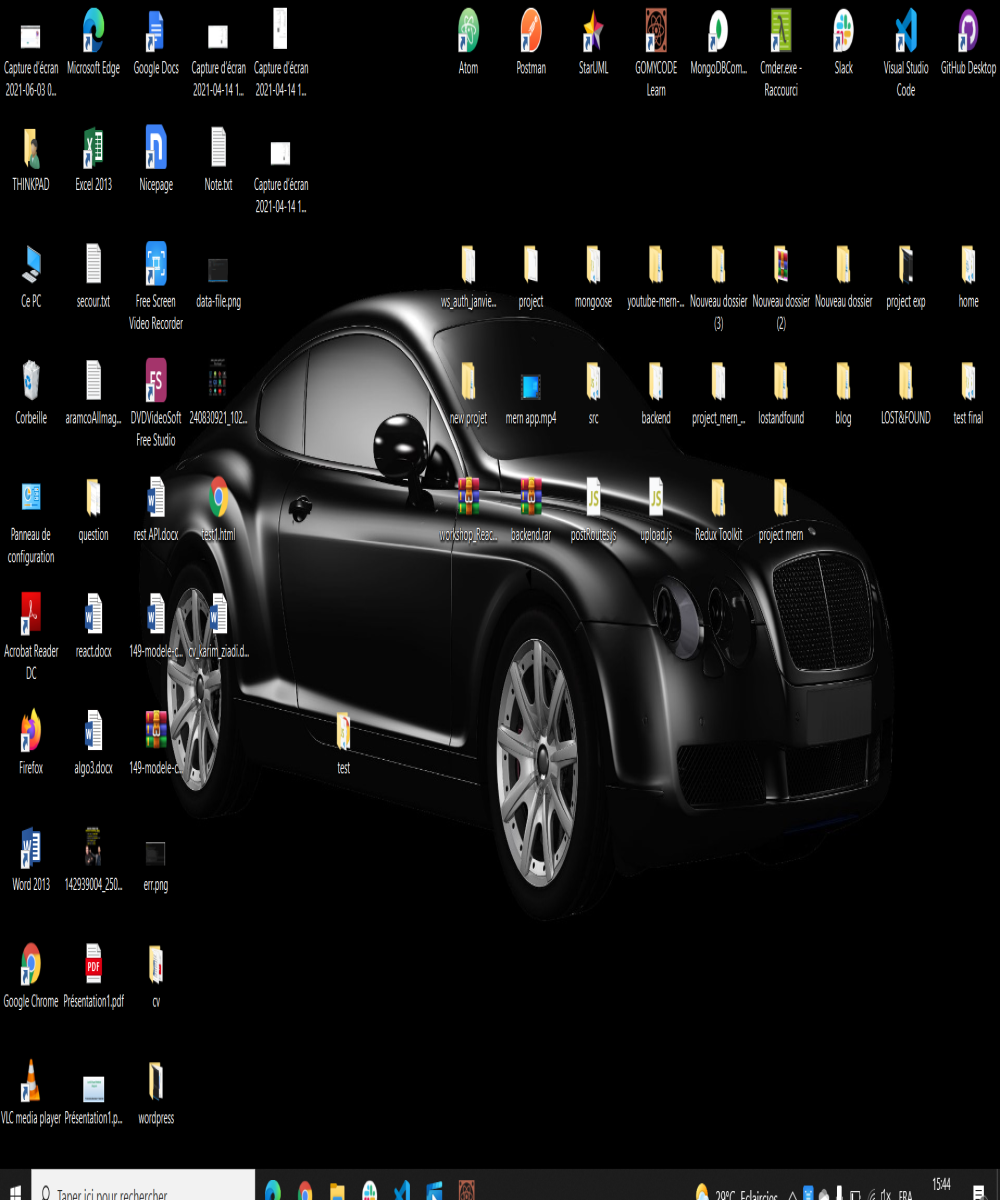 Capture d'écran
2021-06-03 0...
Microsoft Edge
Google Docs
Capture d'écran
2021-04-14 1...
Capture d'écran
2021-04-14 1...
Atom
Postman
StarUML
GOMYCODE
Learn
MongoDBCom...
Cmder.exe -
Raccourci
Slack
Visual Studio
Code
GitHub Desktop
THINKPAD
Excel 2013
Nicepage
Note.txt
Capture d'écran
2021-04-14 1...
Ce PC
secour.txt
Free Screen
Video Recorder
data-file.png
ws_auth_janvie...
project
mongoose
youtube-mern-...
Nouveau dossier
(3)
Nouveau dossier
(2)
Nouveau dossier
project exp
home
Corbeille
aramcoAllmag...
DVDVideoSoft
Free Studio
240830921_102...
new projet
mern app.mp4
src
backend
project_mern_...
lostandfound
blog
LOST&FOUND
test final
Panneau de
configuration
question
rest API.docx
test1.html
workshop_Reac...
backend.rar
postRoutes.js
upload.js
Redux Toolkit
project mern
Acrobat Reader
DC
react.docx
149-modele-c...
cv_karim_ziadi.d...
Firefox
algo3.docx
149-modele-c...
test
Word 2013
142939004_250...
err.png
Google Chrome
Présentation1.pdf
cv
VLC media player
Présentation1.p...
wordpress
Taper ici pour rechercher
29°C Eclaircies
FRA
15:44